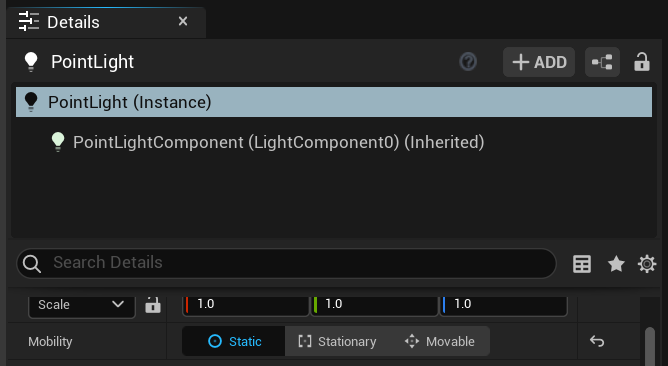 Details
PointLight
ADD
PointLight (Instance)
PointLightComponent (LightComponent0) (Inherited)
Search Details
Scale 1.0 1.0 1.0
Mobility Static Stationary Movable